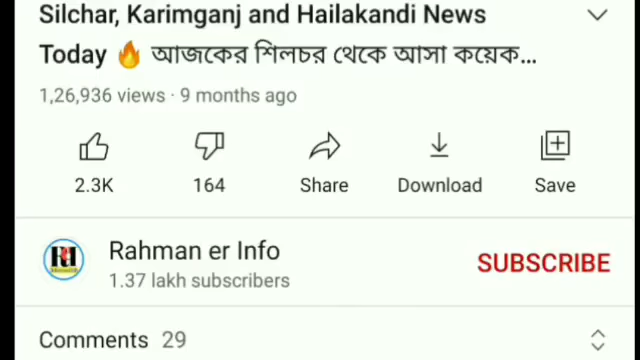 Silchar, Karimganj and Hailakandi News
Today 🔥 আজকের শিলচর থেকে আসা কয়েক...
1,26,936 views · 9 months ago
2.3K 164 Share Download Save
Rahman er Info
SUBSCRIBE
1.37 lakh subscribers
Comments 29